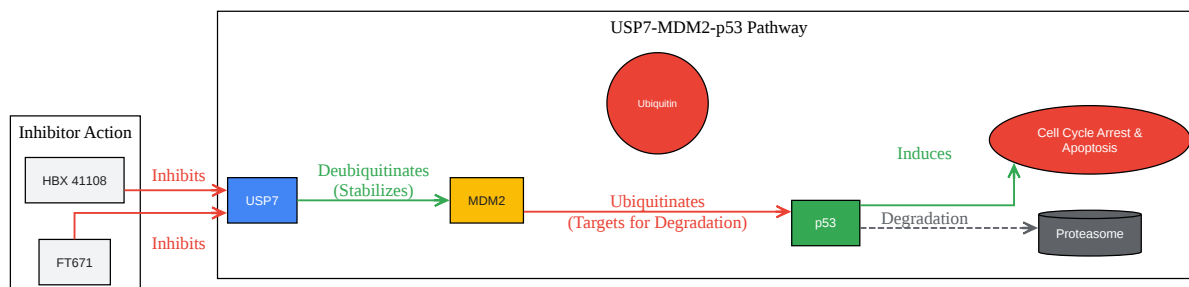 USP7-MDM2-p53 Pathway
Ubiquitin
Inhibitor Action
HBX 41108
FT671
Inhibits
Inhibits
USP7
Deubiquitinates
(Stabilizes)
MDM2
Ubiquitinates
(Targets for Degradation)
p53
Induces
Degradation
Cell Cycle Arrest &
Apoptosis
Proteasome